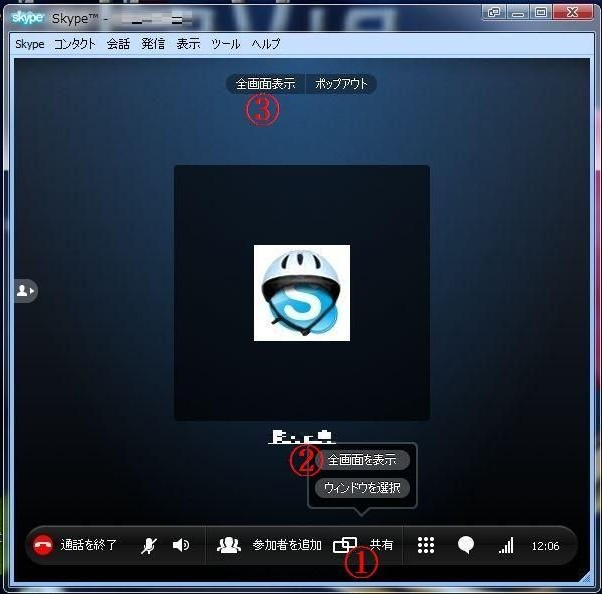 skype Skype™ -
Skype コンタクト 会話 発信 表示 ツール ヘルプ
全画面表示 ポップアウト
③
S
② 全画面を表示
ウィンドウを選択
通話を終了 参加者を追加 共有 12:06
①